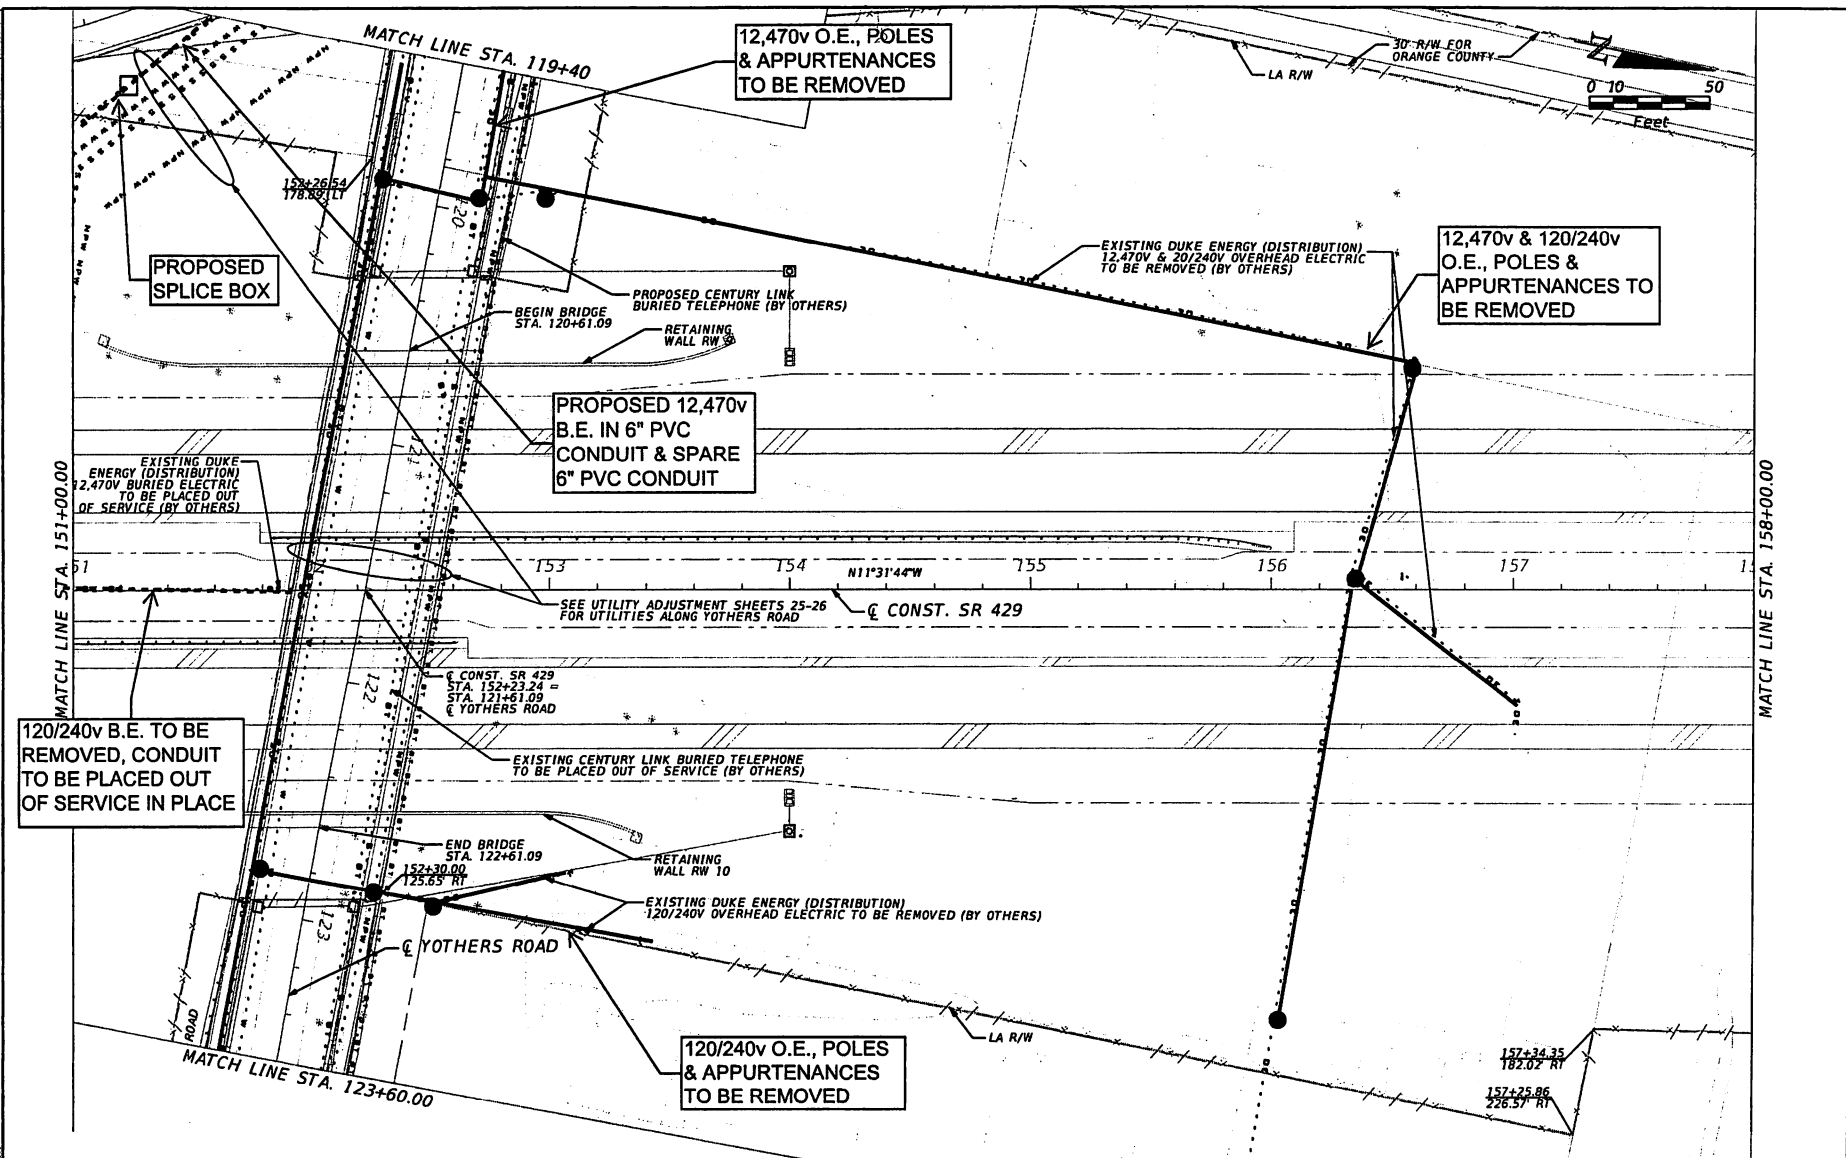 MATCH LINE STA. 119+40
12,470v O.E., POLES
& APPURTENANCES
TO BE REMOVED
LA R/W
30' R/W FOR
ORANGE COUNTY
N
0 10 50
Feet
152+26.54
178.89' LT
120
PROPOSED
SPLICE BOX
PROPOSED CENTURY LINK
BURIED TELEPHONE (BY OTHERS)
BEGIN BRIDGE
STA. 120+61.09
RETAINING
WALL RW
EXISTING DUKE ENERGY (DISTRIBUTION)
12,470V & 20/240V OVERHEAD ELECTRIC
TO BE REMOVED (BY OTHERS)
12,470v & 120/240v
O.E., POLES &
APPURTENANCES TO
BE REMOVED
PROPOSED 12,470v
B.E. IN 6" PVC
CONDUIT & SPARE
6" PVC CONDUIT
121
EXISTING DUKE
ENERGY (DISTRIBUTION)
12,470V BURIED ELECTRIC
TO BE PLACED OUT
OF SERVICE (BY OTHERS)
MATCH LINE STA. 151+00.00
MATCH LINE STA. 158+00.00
51
153
154
N11°31'44"W
155
156
157
SEE UTILITY ADJUSTMENT SHEETS 25-26
FOR UTILITIES ALONG YOTHERS ROAD
℄ CONST. SR 429
℄ CONST. SR 429
STA. 152+23.24 =
STA. 121+61.09
℄ YOTHERS ROAD
122
120/240v B.E. TO BE
REMOVED, CONDUIT
TO BE PLACED OUT
OF SERVICE IN PLACE
EXISTING CENTURY LINK BURIED TELEPHONE
TO BE PLACED OUT OF SERVICE (BY OTHERS)
END BRIDGE
STA. 122+61.09
152+30.00
125.65' RT
RETAINING
WALL RW 10
EXISTING DUKE ENERGY (DISTRIBUTION)
120/240V OVERHEAD ELECTRIC TO BE REMOVED (BY OTHERS)
123
℄ YOTHERS ROAD
ROAD
MATCH LINE STA. 123+60.00
120/240v O.E., POLES
& APPURTENANCES
TO BE REMOVED
LA R/W
157+34.35
182.02' RT
157+25.86
226.57' RT